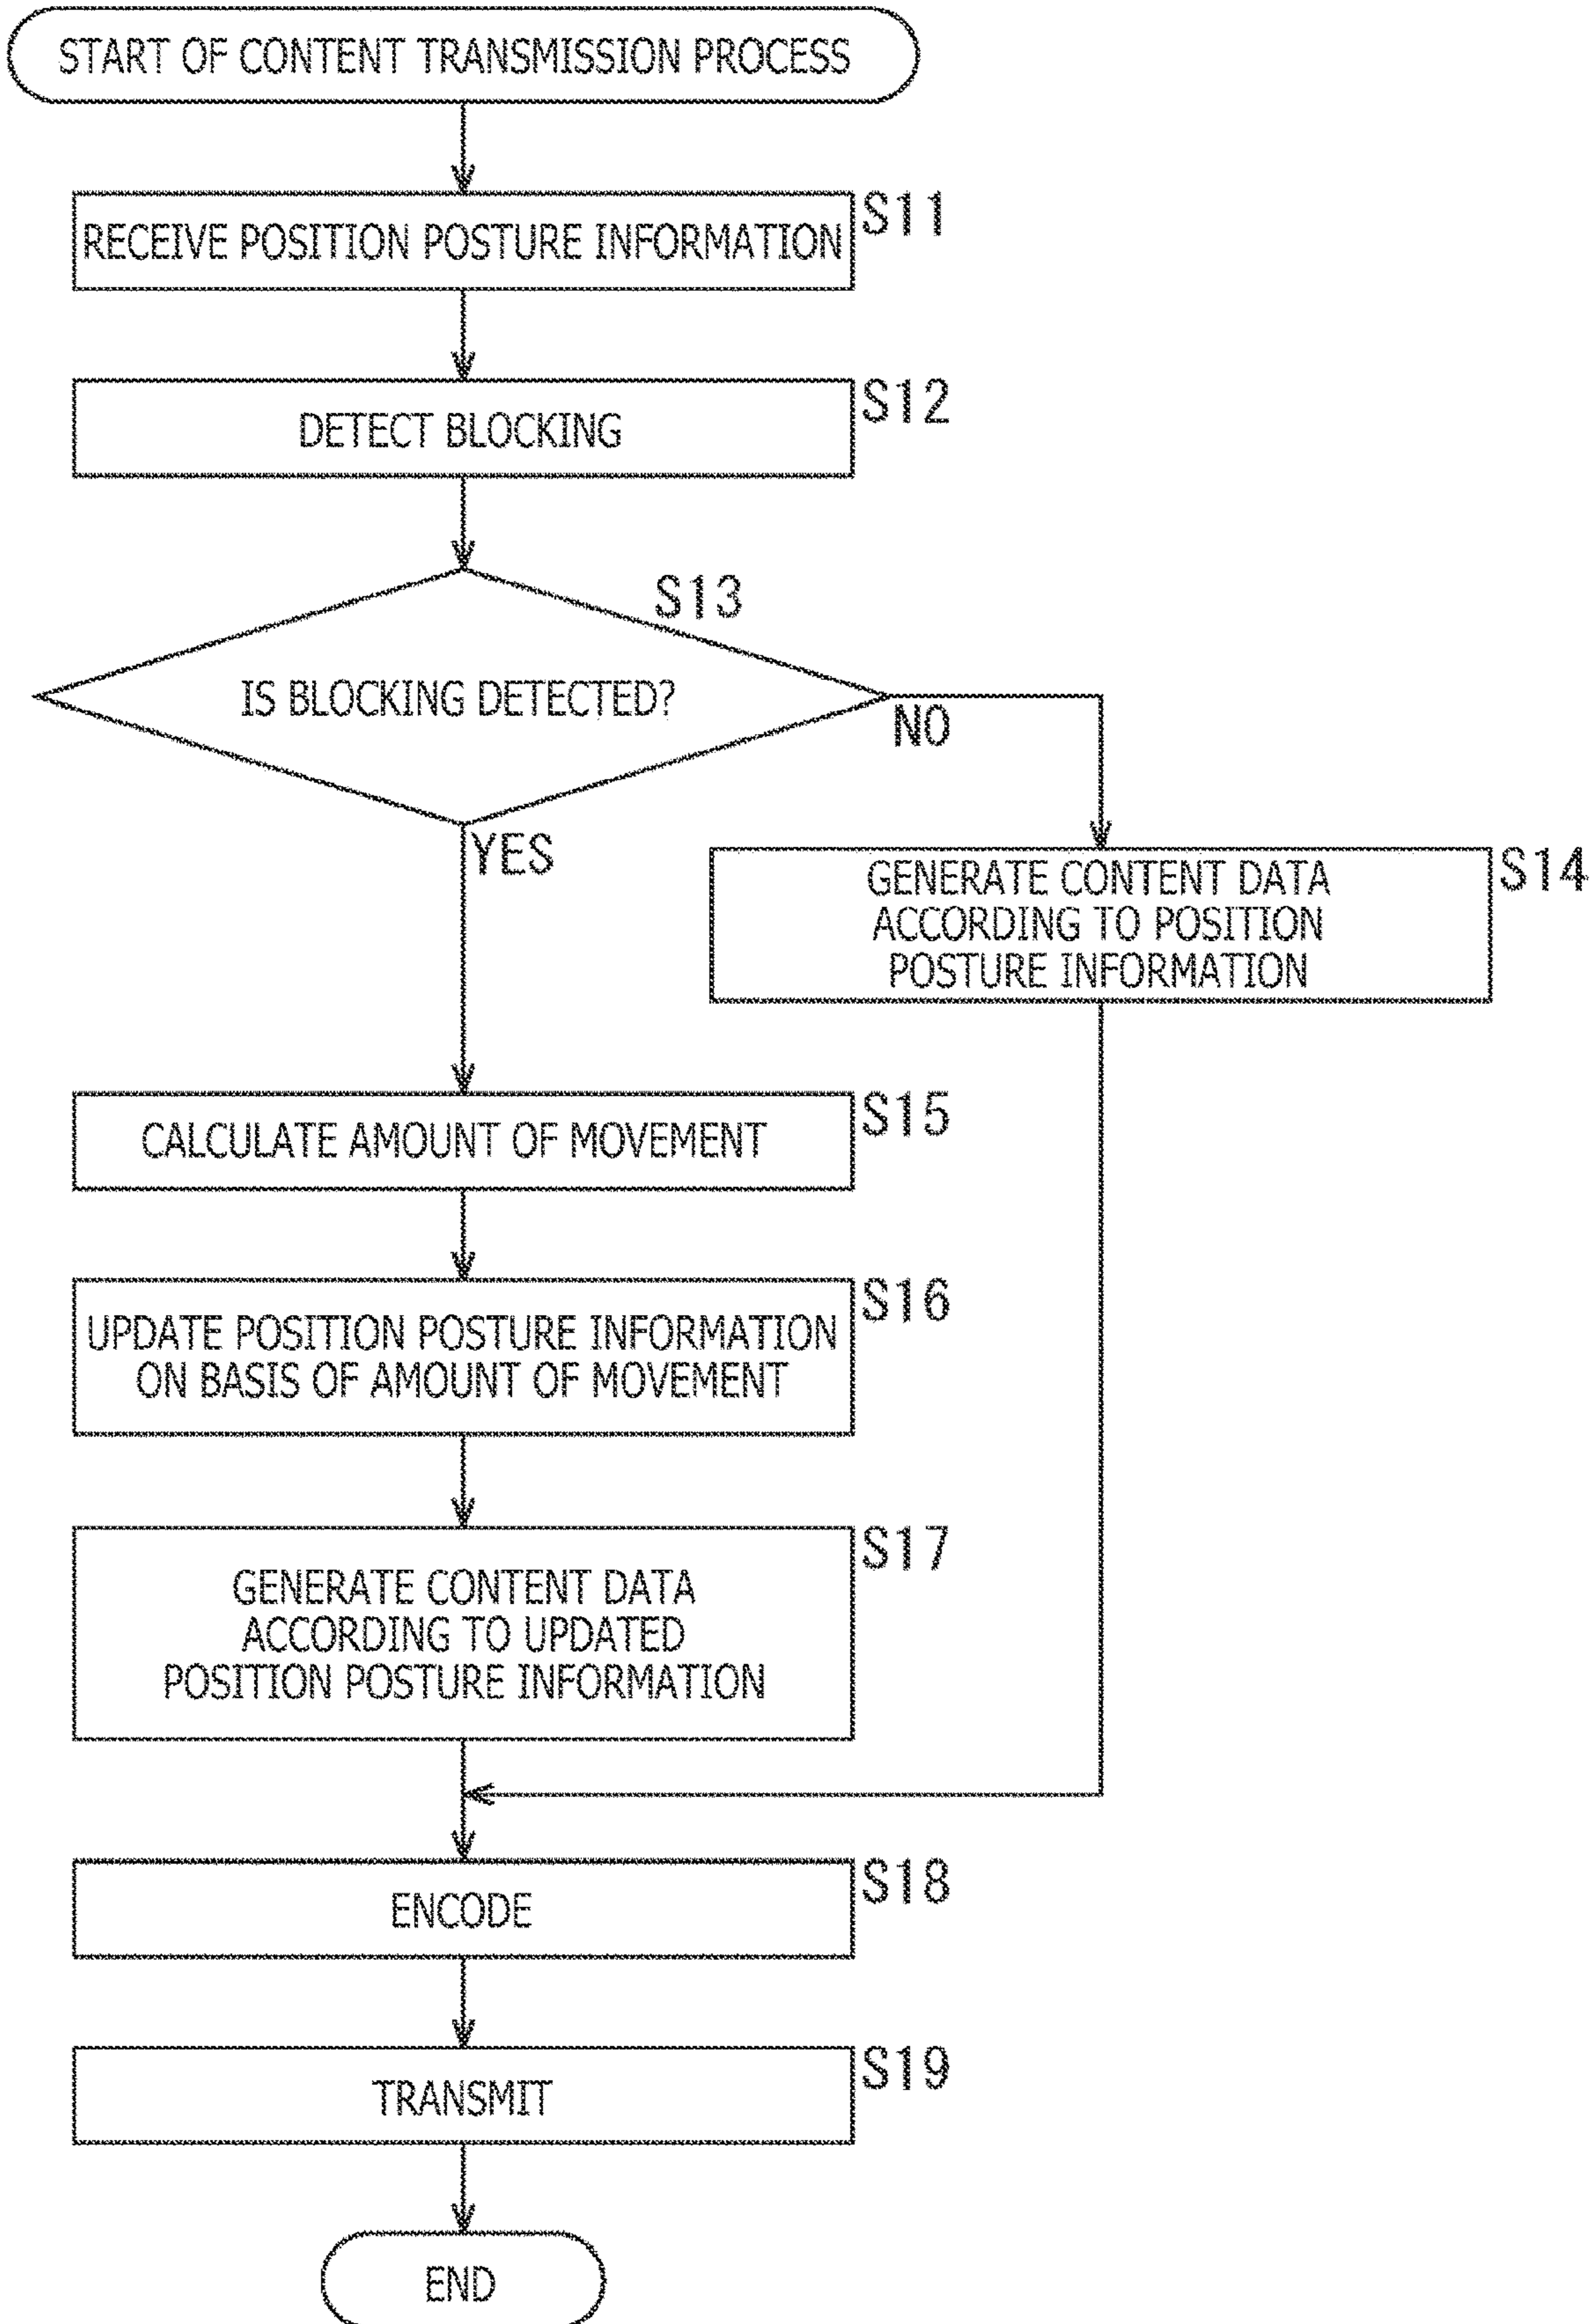 START OF CONTENT TRANSMISSION PROCESS
S11
RECEIVE POSITION POSTURE INFORMATION
S12
DETECT BLOCKING
S13
IS BLOCKING DETECTED?
NO
YES
S14
GENERATE CONTENT DATA
ACCORDING TO POSITION
POSTURE INFORMATION
S15
CALCULATE AMOUNT OF MOVEMENT
S16
UPDATE POSITION POSTURE INFORMATION
ON BASIS OF AMOUNT OF MOVEMENT
S17
GENERATE CONTENT DATA
ACCORDING TO UPDATED
POSITION POSTURE INFORMATION
S18
ENCODE
S19
TRANSMIT
END